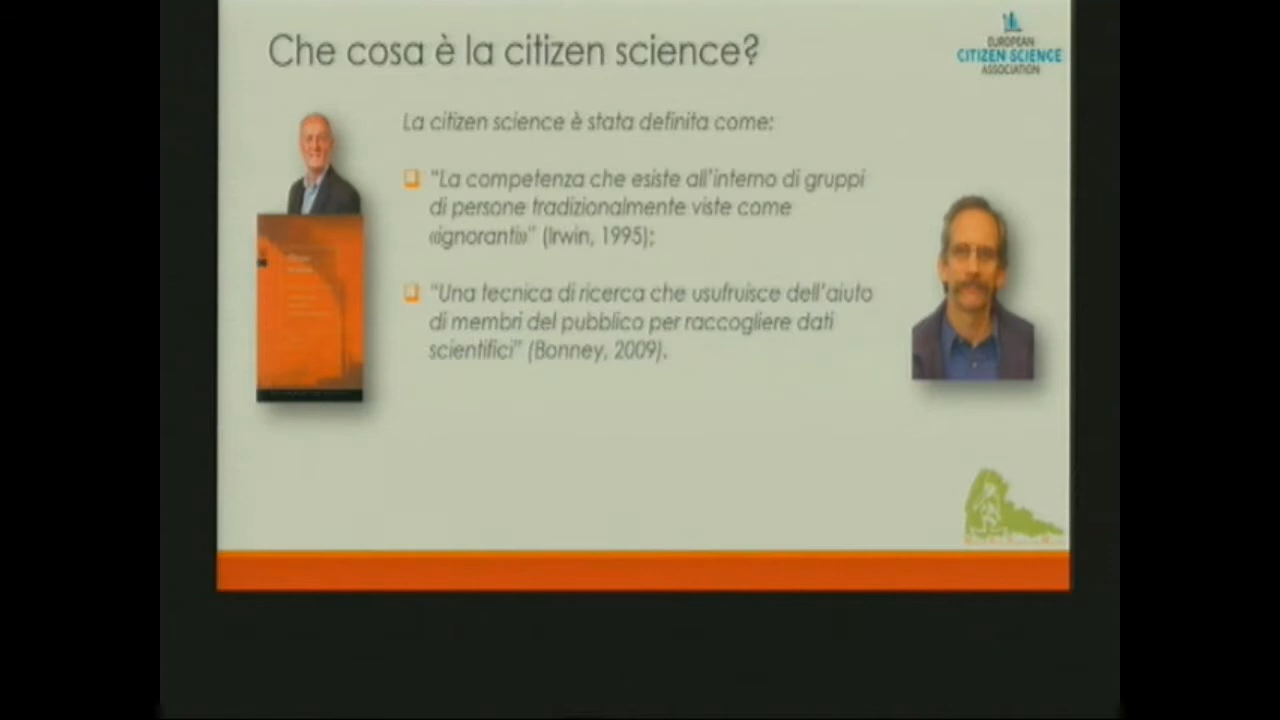 Che cosa è la citizen science?
EUROPEAN
CITIZEN SCIENCE
ASSOCIATION
La citizen science è stata definita come:
"La competenza che esiste all'interno di gruppi
di persone tradizionalmente viste come
«ignoranti»" (Irwin, 1995);
"Una tecnica di ricerca che usufruisce dell'aiuto
di membri del pubblico per raccogliere dati
scientifici" (Bonney, 2009).